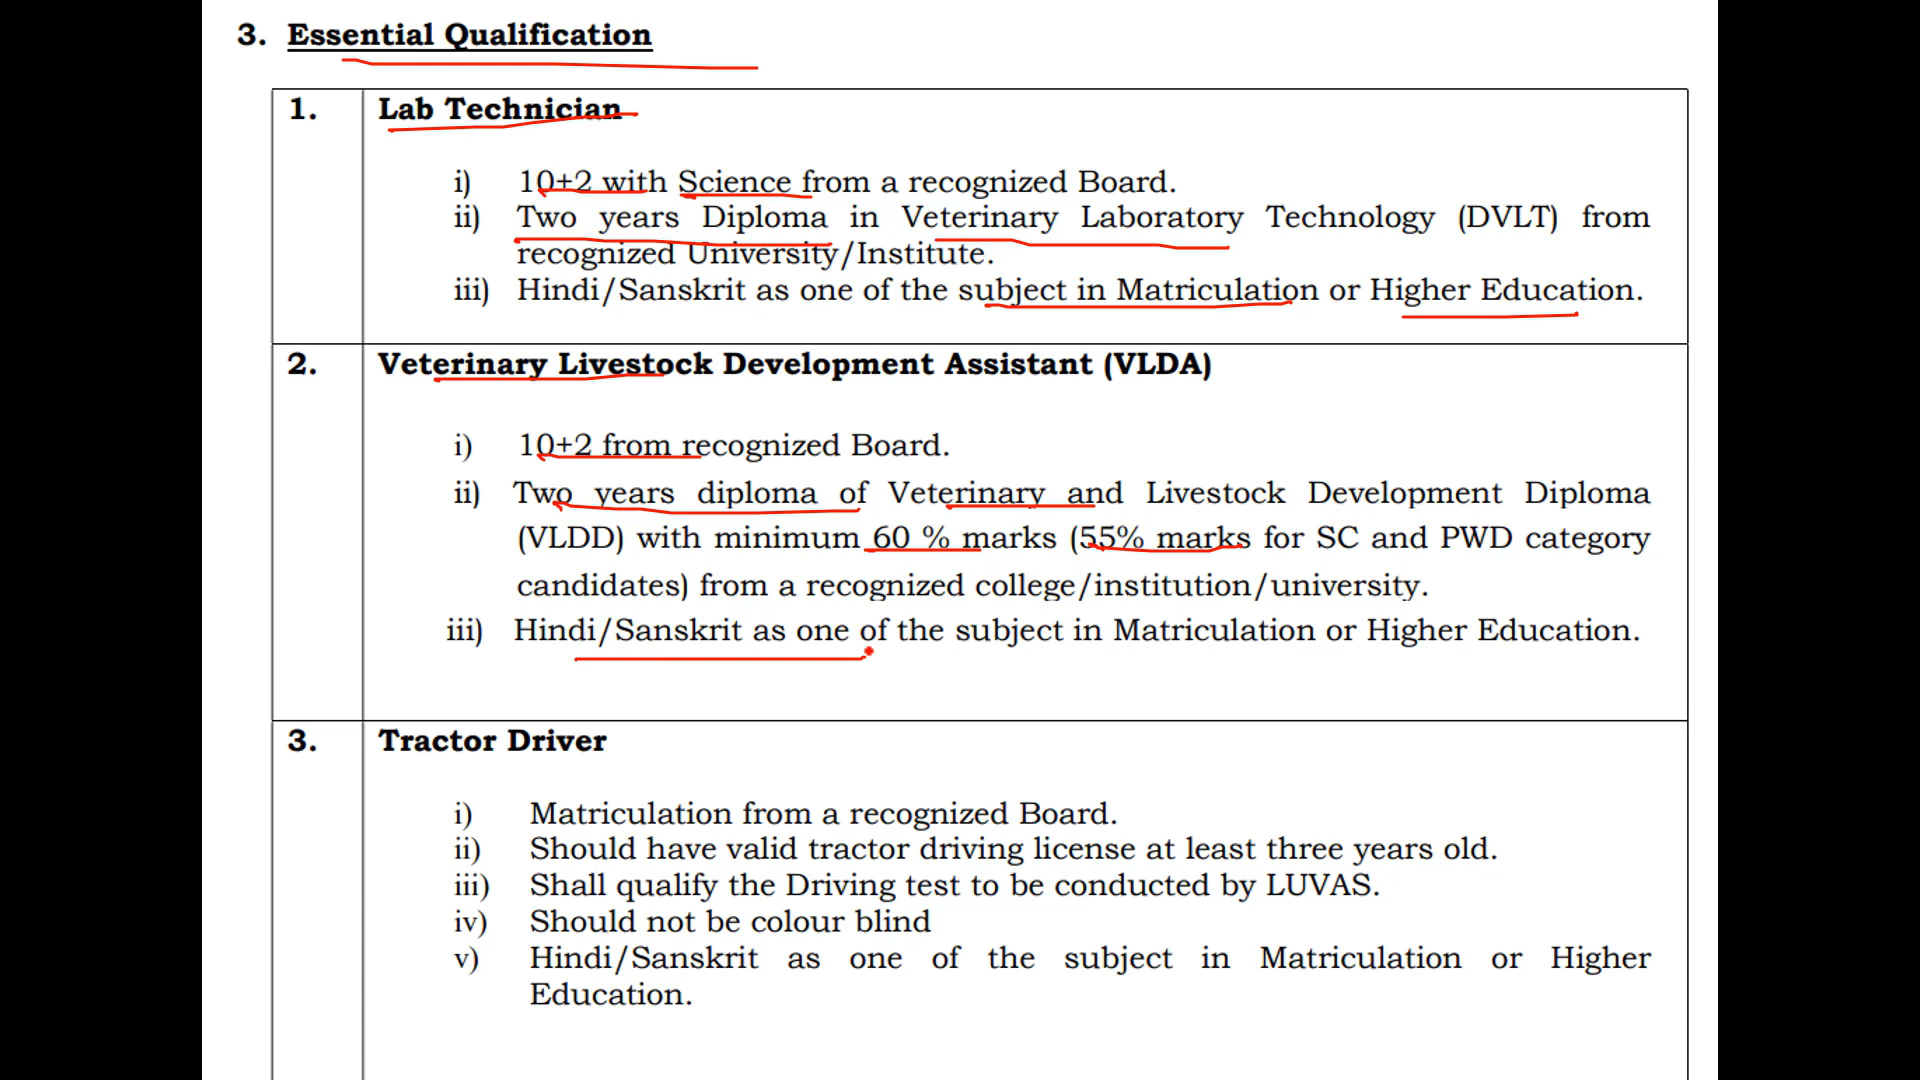 3. Essential Qualification
1. Lab Technician
i) 10+2 with Science from a recognized Board.
ii) Two years Diploma in Veterinary Laboratory Technology (DVLT) from
recognized University/Institute.
iii) Hindi/Sanskrit as one of the subject in Matriculation or Higher Education.
2. Veterinary Livestock Development Assistant (VLDA)
i) 10+2 from recognized Board.
ii) Two years diploma of Veterinary and Livestock Development Diploma
(VLDD) with minimum 60 % marks (55% marks for SC and PWD category
candidates) from a recognized college/institution/university.
iii) Hindi/Sanskrit as one of the subject in Matriculation or Higher Education.
3. Tractor Driver
i) Matriculation from a recognized Board.
ii) Should have valid tractor driving license at least three years old.
iii) Shall qualify the Driving test to be conducted by LUVAS.
iv) Should not be colour blind
v) Hindi/Sanskrit as one of the subject in Matriculation or Higher
Education.